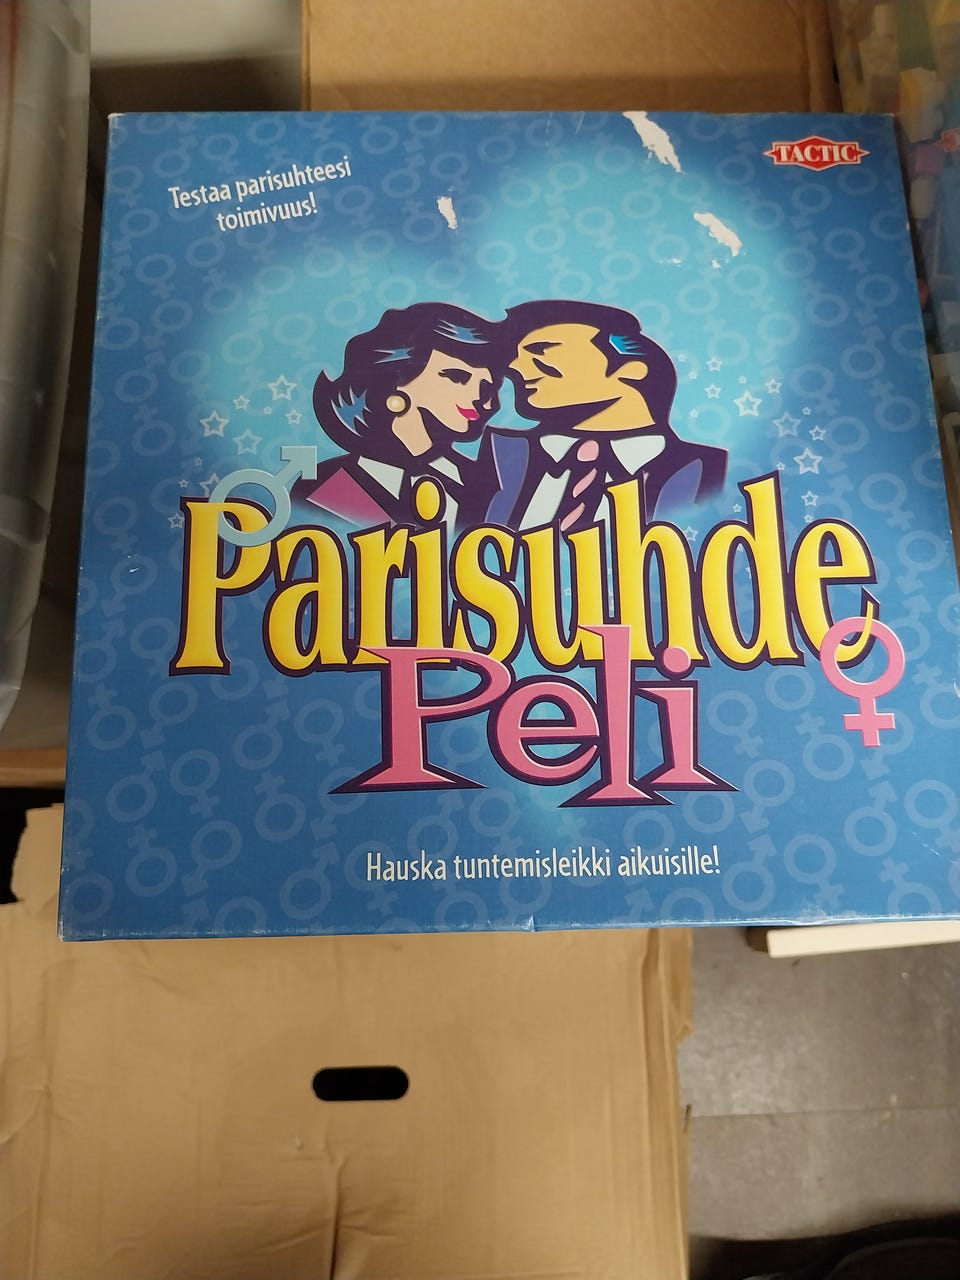 Testaa parisuhteesi
toimivuus!
TACTIC
Parisuhde
Peli
Hauska tuntemisleikki aikuisille!